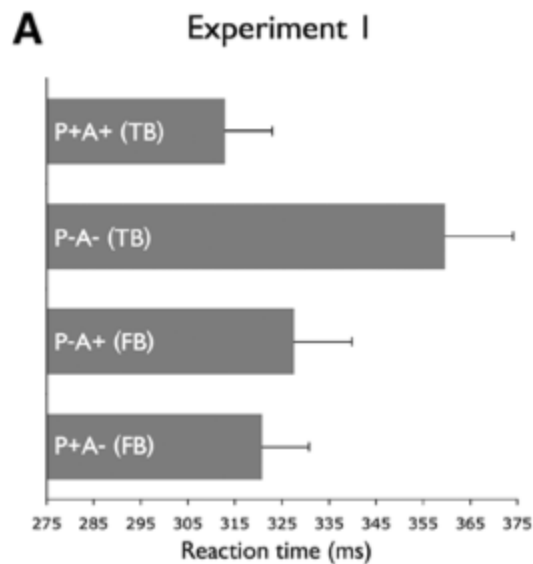 A
Experiment 1
P+A+ (TB)
P-A- (TB)
P-A+ (FB)
P+A- (FB)
275 285 295 305 315 325 335 345 355 365 375
Reaction time (ms)